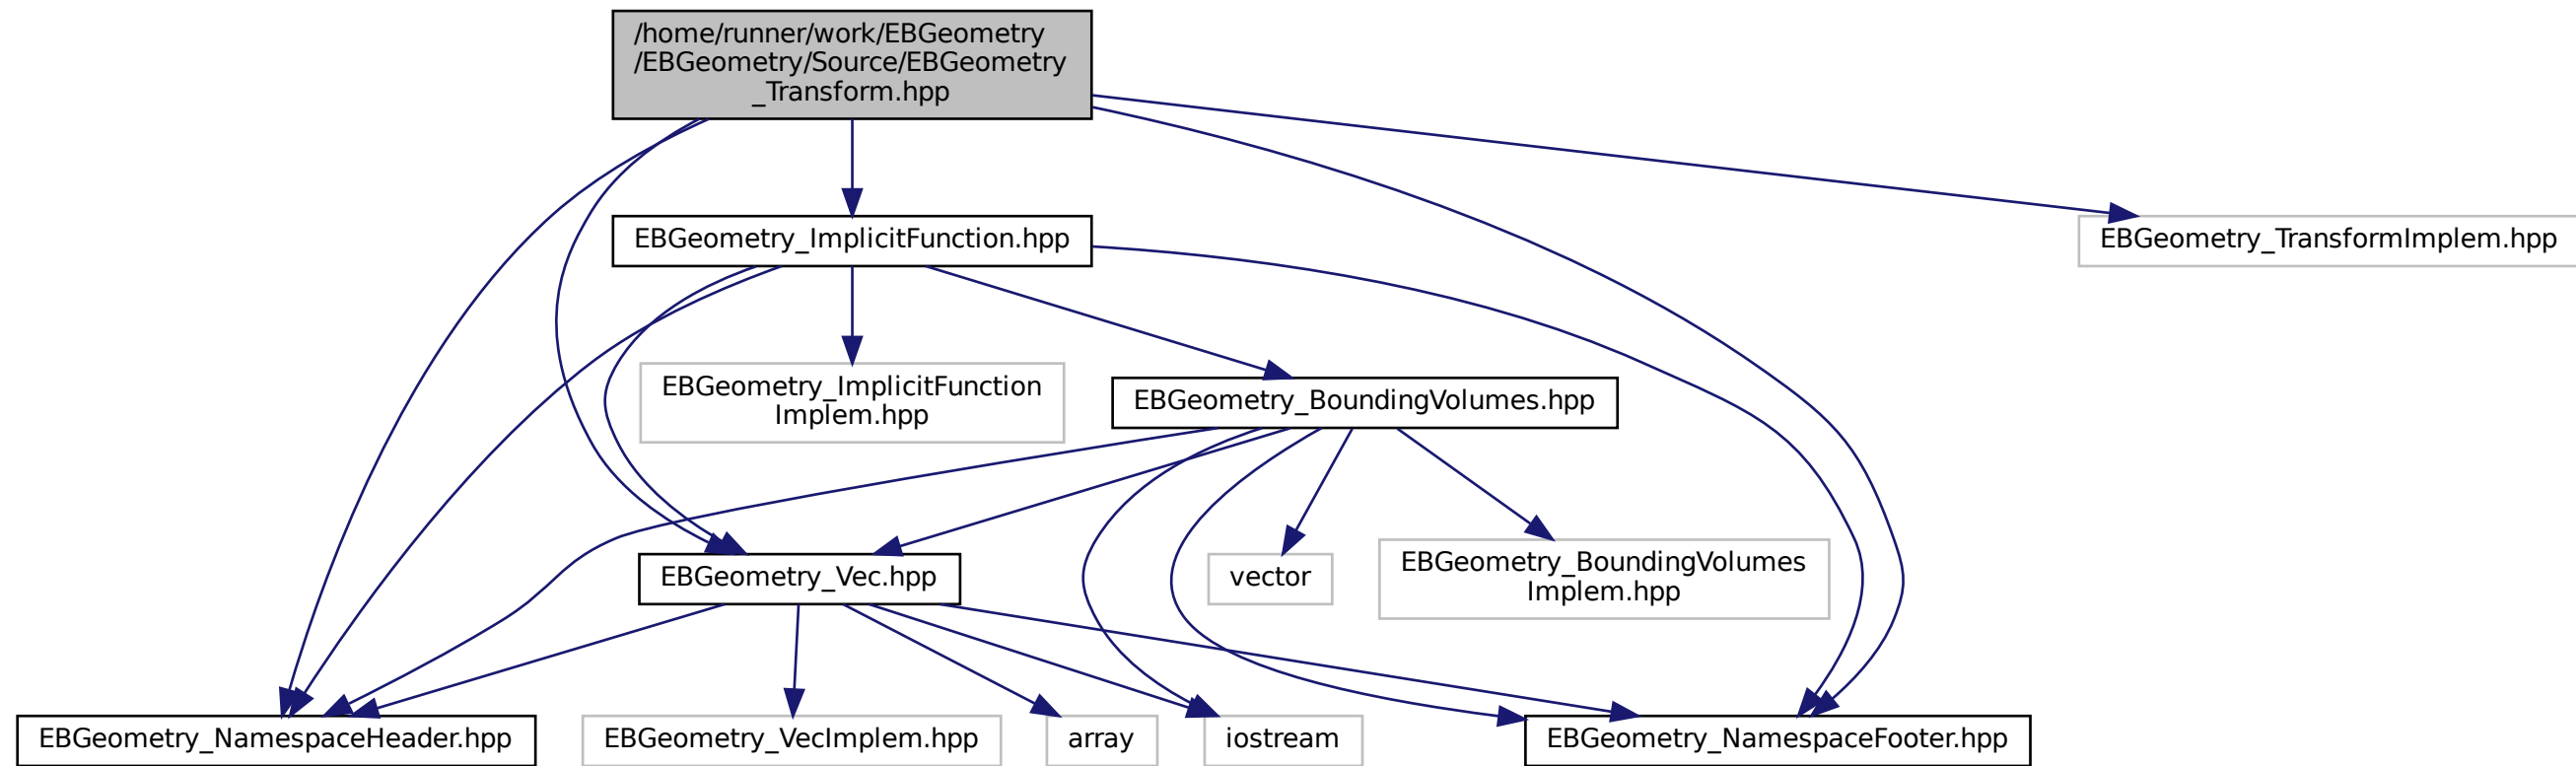 /home/runner/work/EBGeometry
/EBGeometry/Source/EBGeometry
_Transform.hpp
EBGeometry_ImplicitFunction.hpp
EBGeometry_TransformImplem.hpp
EBGeometry_ImplicitFunction
Implem.hpp
EBGeometry_BoundingVolumes.hpp
EBGeometry_Vec.hpp
vector
EBGeometry_BoundingVolumes
Implem.hpp
EBGeometry_NamespaceHeader.hpp
EBGeometry_VecImplem.hpp
array
iostream
EBGeometry_NamespaceFooter.hpp